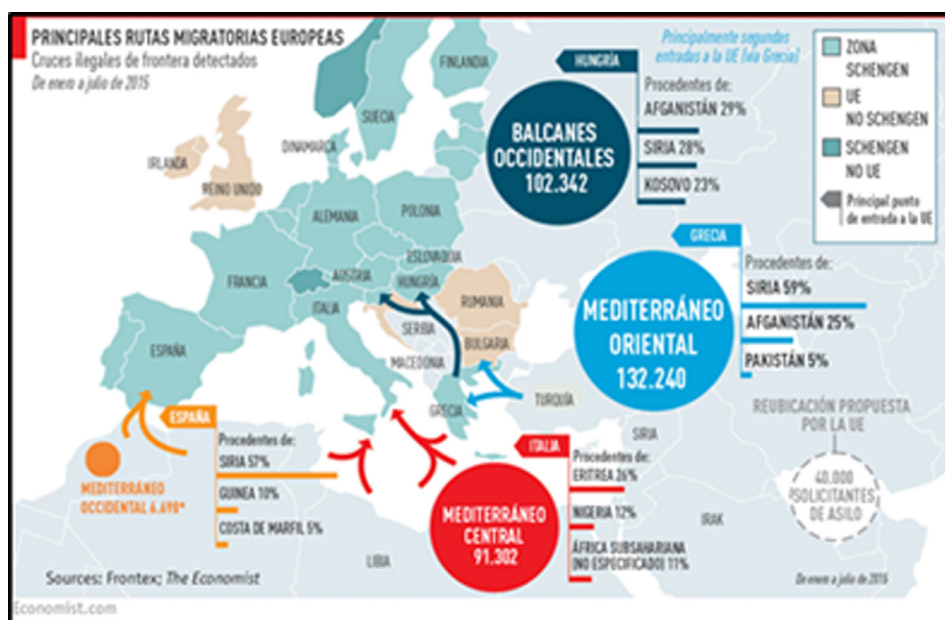 PRINCIPALES RUTAS MIGRATORIAS EUROPEAS
Cruces ilegales de frontera detectados
De enero a julio de 2015
Principalmente segundas
entradas a la UE (vía Grecia)
HUNGRÍA
Procedentes de:
AFGANISTÁN 29%
SIRIA 28%
KOSOVO 23%
BALCANES
OCCIDENTALES
102.342
ZONA
SCHENGEN
UE
NO SCHENGEN
SCHENGEN
NO UE
Principal punto
de entrada a la UE
FINLANDIA
SUECIA
DINAMARCA
IRLANDA
REINO UNIDO
ALEMANIA
POLONIA
ESLOVAQUIA
FRANCIA
AUSTRIA
HUNGRÍA
ITALIA
RUMANIA
SERBIA
BULGARIA
MACEDONIA
ESPAÑA
GRECIA
TURQUÍA
SIRIA
IRAK
LIBIA
GRECIA
Procedentes de:
SIRIA 59%
AFGANISTÁN 25%
PAKISTÁN 5%
MEDITERRÁNEO
ORIENTAL
132.240
REUBICACIÓN PROPUESTA
POR LA UE
40.000
SOLICITANTES
DE ASILO
ESPAÑA
Procedentes de:
SIRIA 57%
GUINEA 10%
COSTA DE MARFIL 5%
MEDITERRÁNEO
OCCIDENTAL 6.698*
ITALIA
Procedentes de:
ERITREA 26%
NIGERIA 12%
ÁFRICA SUBSAHARIANA
(NO ESPECIFICADO) 11%
MEDITERRÁNEO
CENTRAL
91.302
Sources: Frontex; The Economist
De enero a julio de 2015
Economist.com